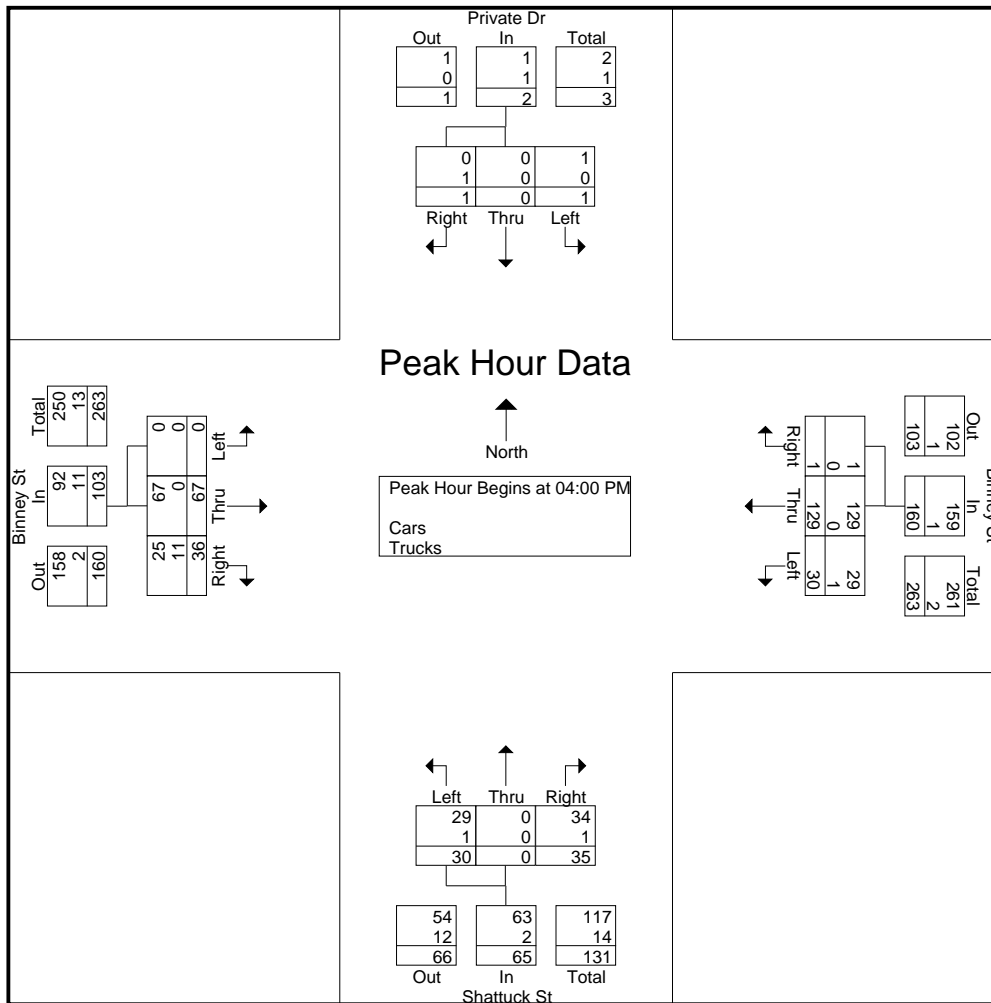 Private Dr
Out In Total
1 1 2
0 1 1
1 2 3
0 0 1
1 0 0
1 0 1
Right Thru Left
Peak Hour Data
North
Peak Hour Begins at 04:00 PM
Cars
Trucks
Binney St
Total In Out
250 92 158
13 11 2
263 103 160
0 67 25
0 0 11
0 67 36
Left Thru Right
Binney St
Out In Total
102 159 261
1 1 2
103 160 263
1 129 29
0 0 1
1 129 30
Right Thru Left
Left Thru Right
29 0 34
1 0 1
30 0 35
54 63 117
12 2 14
66 65 131
Out In Total
Shattuck St